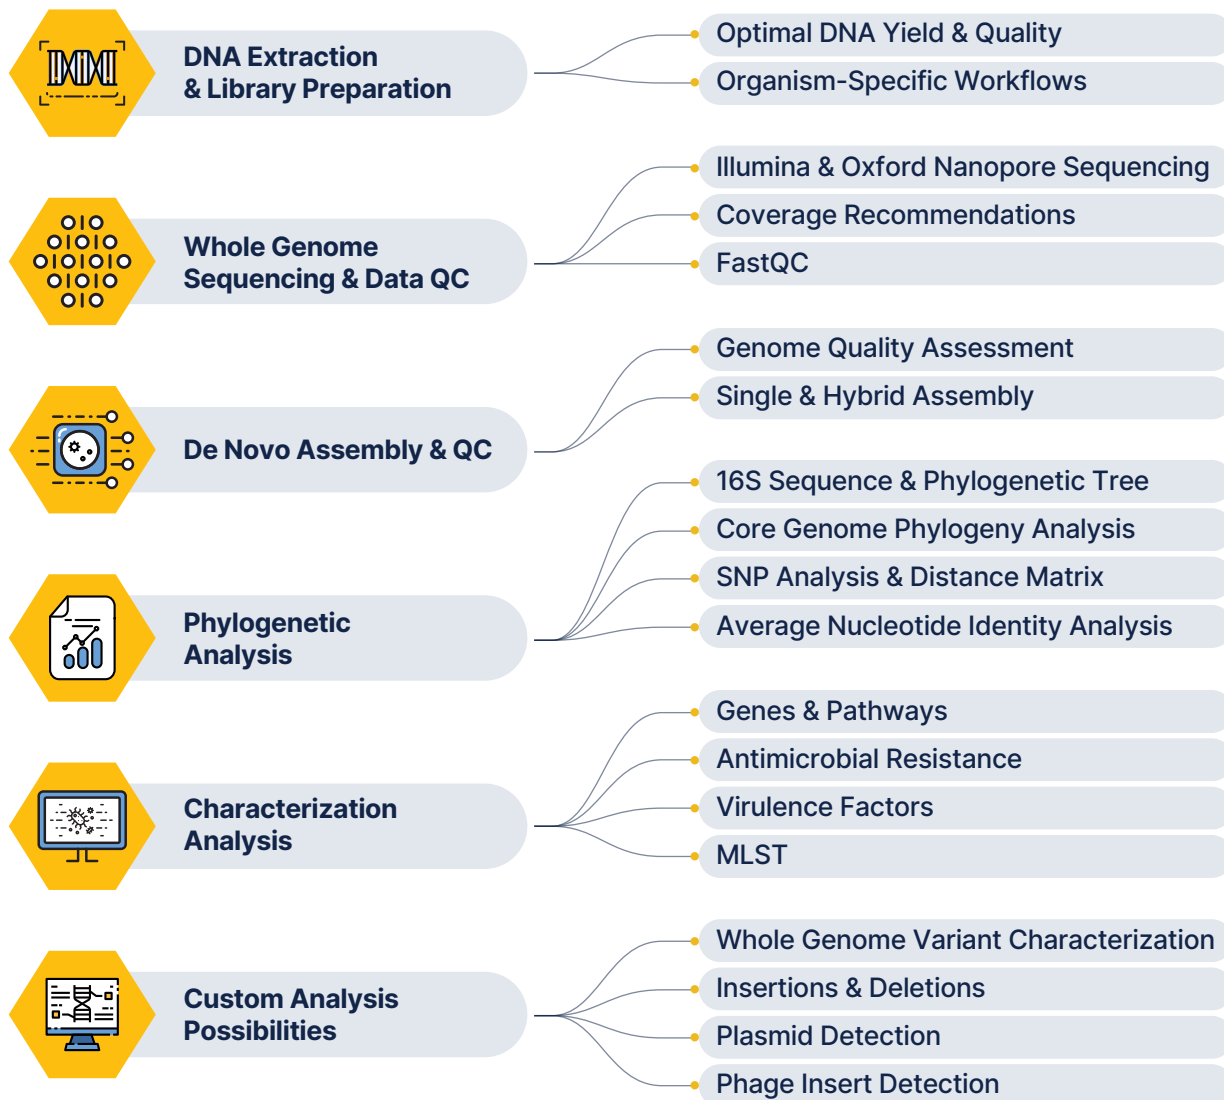 DNA Extraction
& Library Preparation
Optimal DNA Yield & Quality
Organism-Specific Workflows
Whole Genome
Sequencing & Data QC
Illumina & Oxford Nanopore Sequencing
Coverage Recommendations
FastQC
De Novo Assembly & QC
Genome Quality Assessment
Single & Hybrid Assembly
Phylogenetic
Analysis
16S Sequence & Phylogenetic Tree
Core Genome Phylogeny Analysis
SNP Analysis & Distance Matrix
Average Nucleotide Identity Analysis
Characterization
Analysis
Genes & Pathways
Antimicrobial Resistance
Virulence Factors
MLST
Custom Analysis
Possibilities
Whole Genome Variant Characterization
Insertions & Deletions
Plasmid Detection
Phage Insert Detection